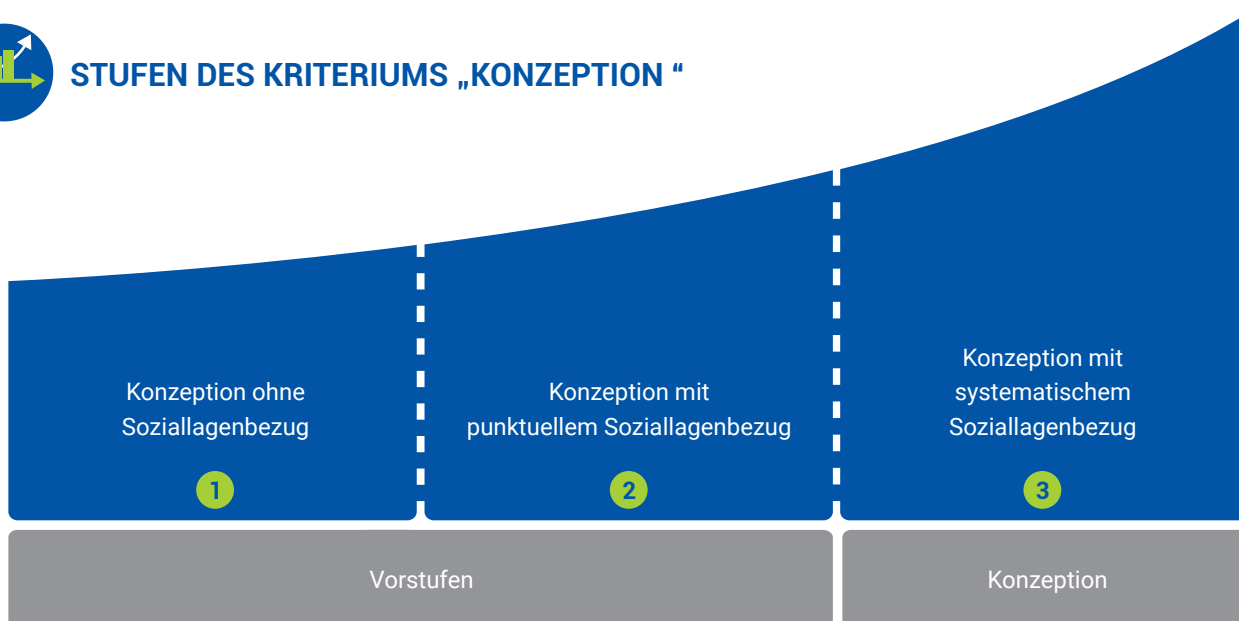 STUFEN DES KRITERIUMS „KONZEPTION “
Konzeption ohne
Soziallagenbezug
1
Konzeption mit
punktuellem Soziallagenbezug
2
Konzeption mit
systematischem
Soziallagenbezug
3
Vorstufen
Konzeption